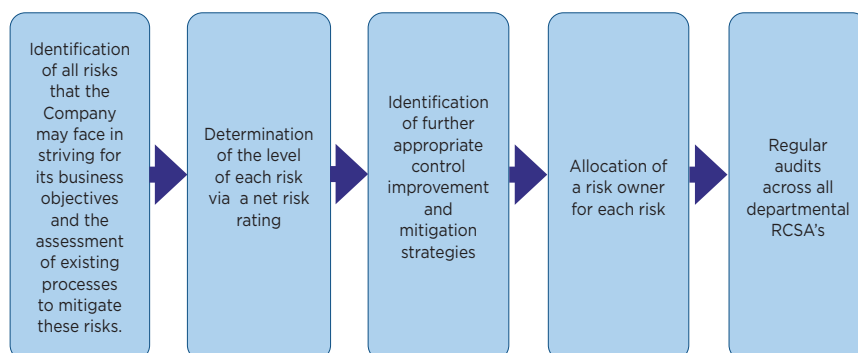 Identification
of all risks
that the
Company
may face in
striving for
its business
objectives
and the
assessment
of existing
processes
to mitigate
these risks.
Determination
of the level
of each risk
via a net risk
rating
Identification
of further
appropriate
control
improvement
and
mitigation
strategies
Allocation of
a risk owner
for each risk
Regular
audits
across all
departmental
RCSA's